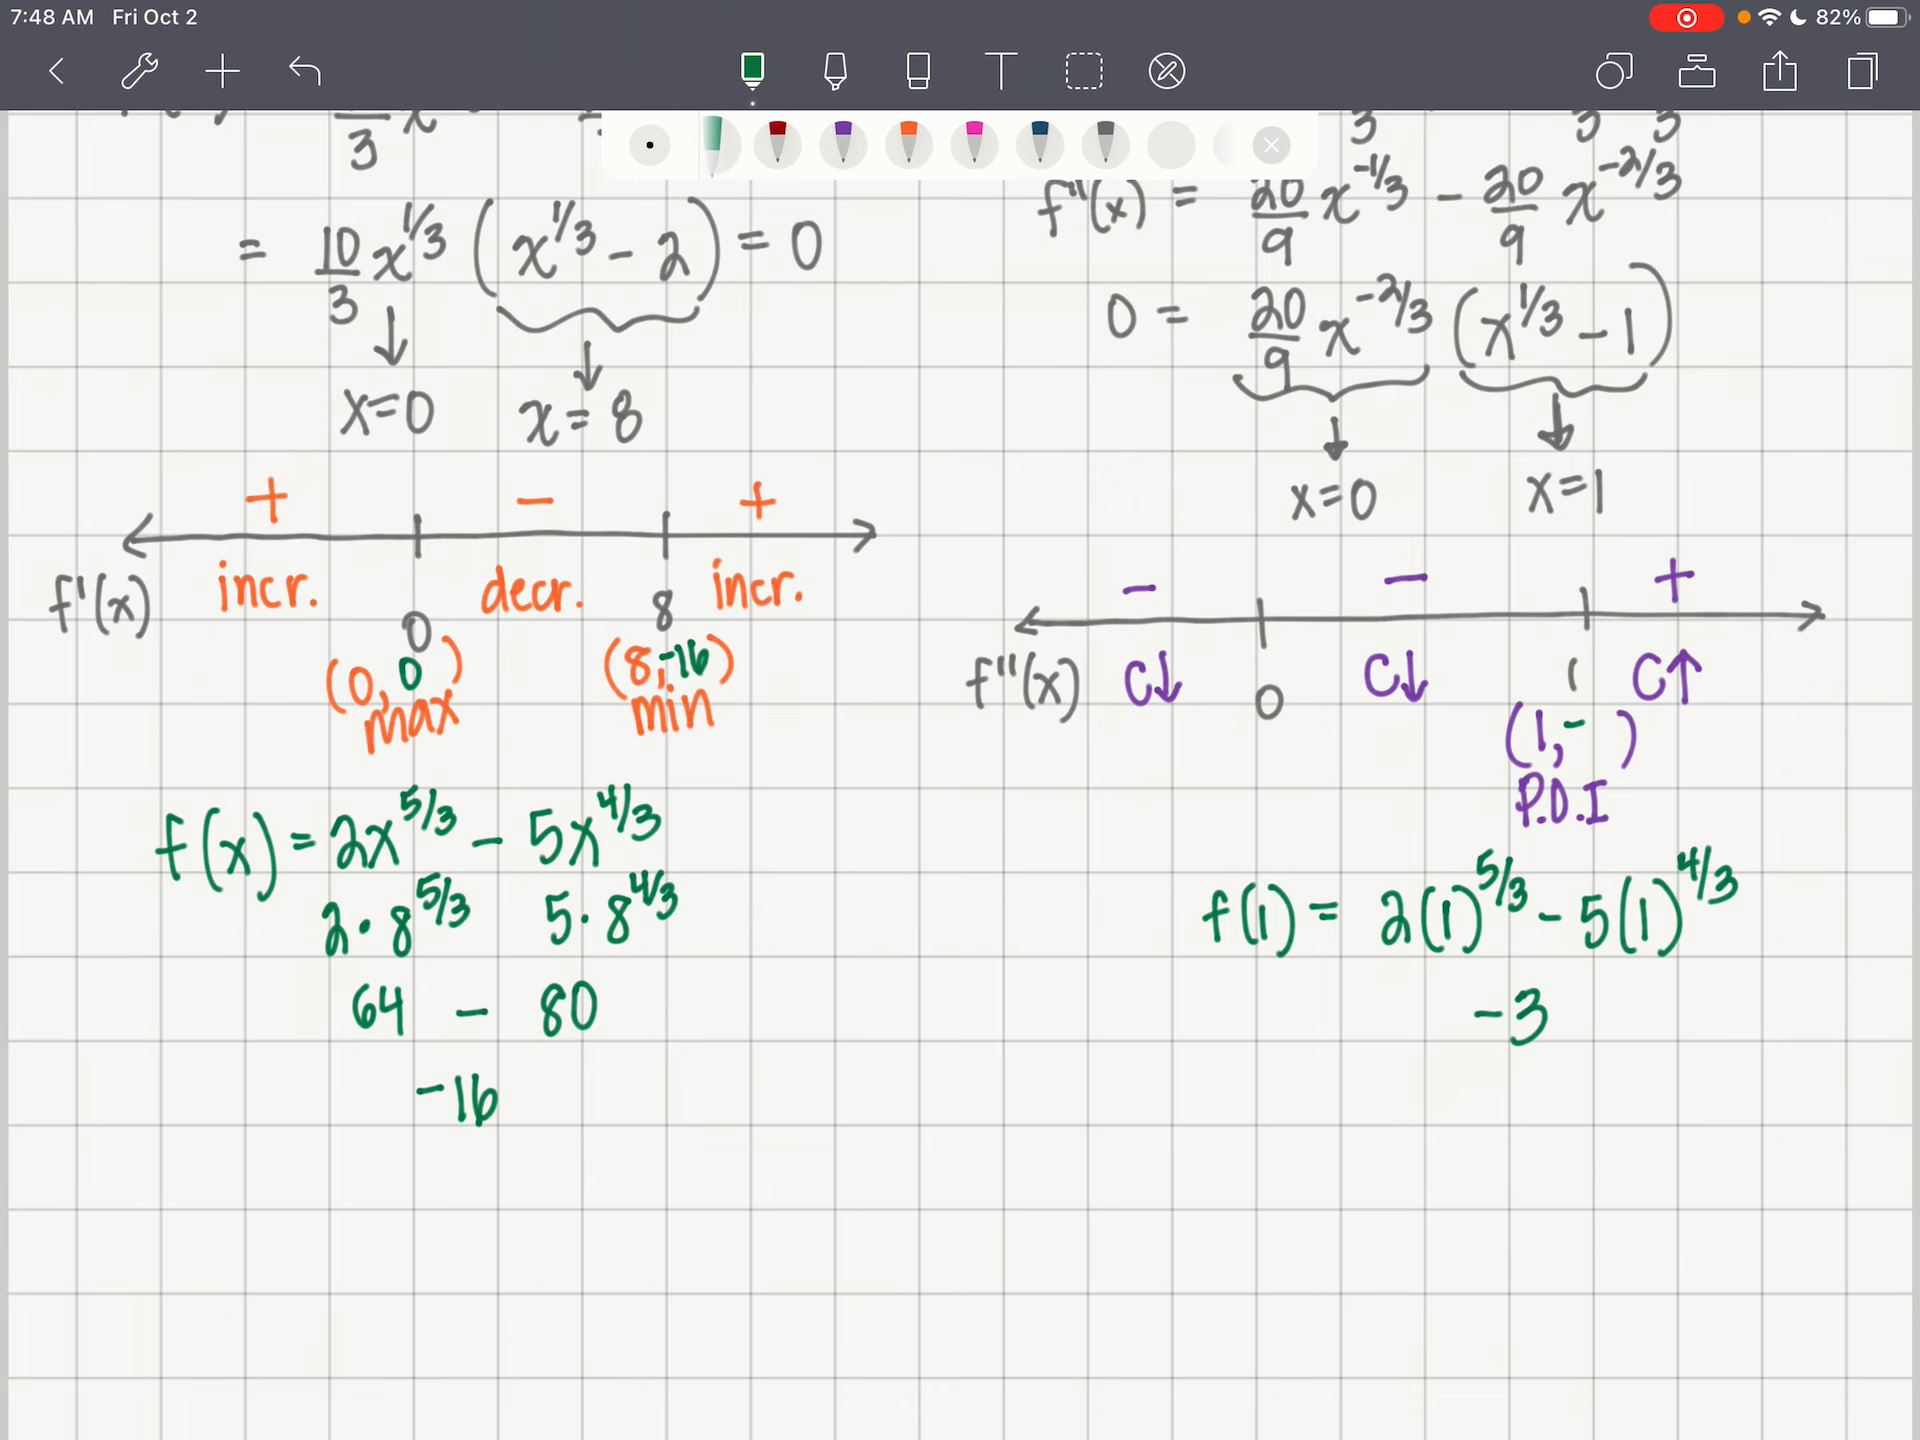 7:48 AM Fri Oct 2
82%
3
= 10/3 x^1/3 ( x^1/3 - 2 ) = 0
x=0
x = 8
+ - +
f'(x) incr. decr. incr.
0 8
(0, 0) (8, -16)
max min
f(x) = 2x^5/3 - 5x^4/3
2 · 8^5/3 5 · 8^4/3
64 - 80
-16
3 3 3
f''(x) = 20/9 x^-1/3 - 20/9 x^-2/3
0 = 20/9 x^-2/3 ( x^1/3 - 1 )
x=0 x=1
- - +
f''(x) C↓ C↓ C↑
0 1
(1, - )
P.O.I
f(1) = 2(1)^5/3 - 5(1)^4/3
-3